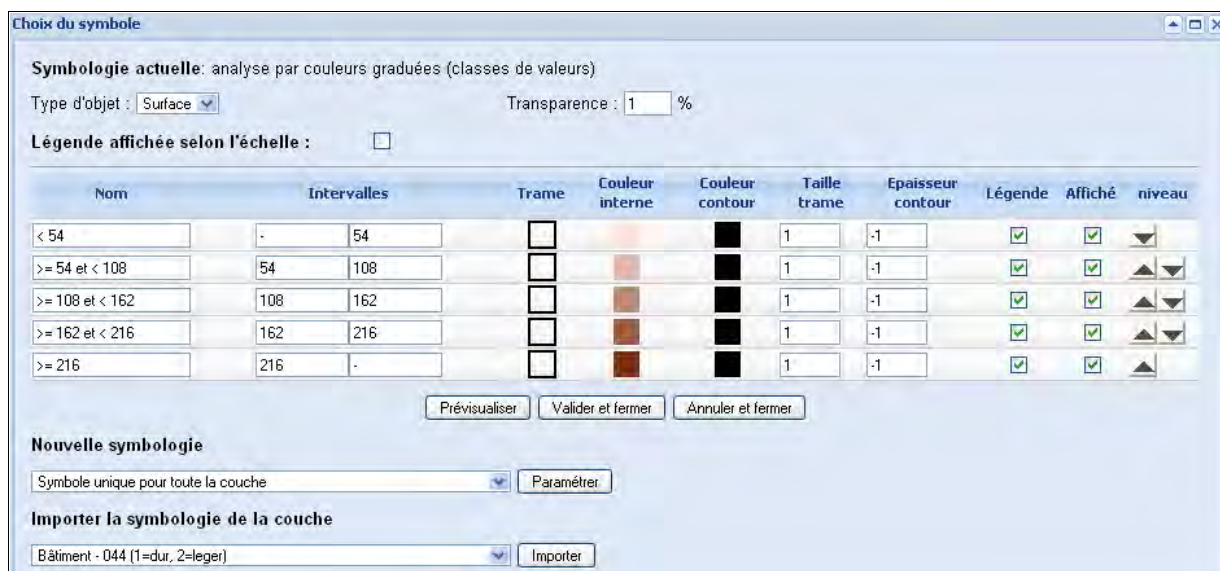 Choix du symbole
Symbologie actuelle: analyse par couleurs graduées (classes de valeurs)
Type d'objet : Surface Transparence : 1 %
Légende affichée selon l'échelle :
Nom Intervalles Trame Couleur interne Couleur contour Taille trame Epaisseur contour Légende Affiché niveau
< 54 - 54 1 -1
>= 54 et < 108 54 108 1 -1
>= 108 et < 162 108 162 1 -1
>= 162 et < 216 162 216 1 -1
>= 216 216 - 1 -1
Prévisualiser Valider et fermer Annuler et fermer
Nouvelle symbologie
Symbole unique pour toute la couche Paramétrer
Importer la symbologie de la couche
Bâtiment - 044 (1=dur, 2=leger) Importer